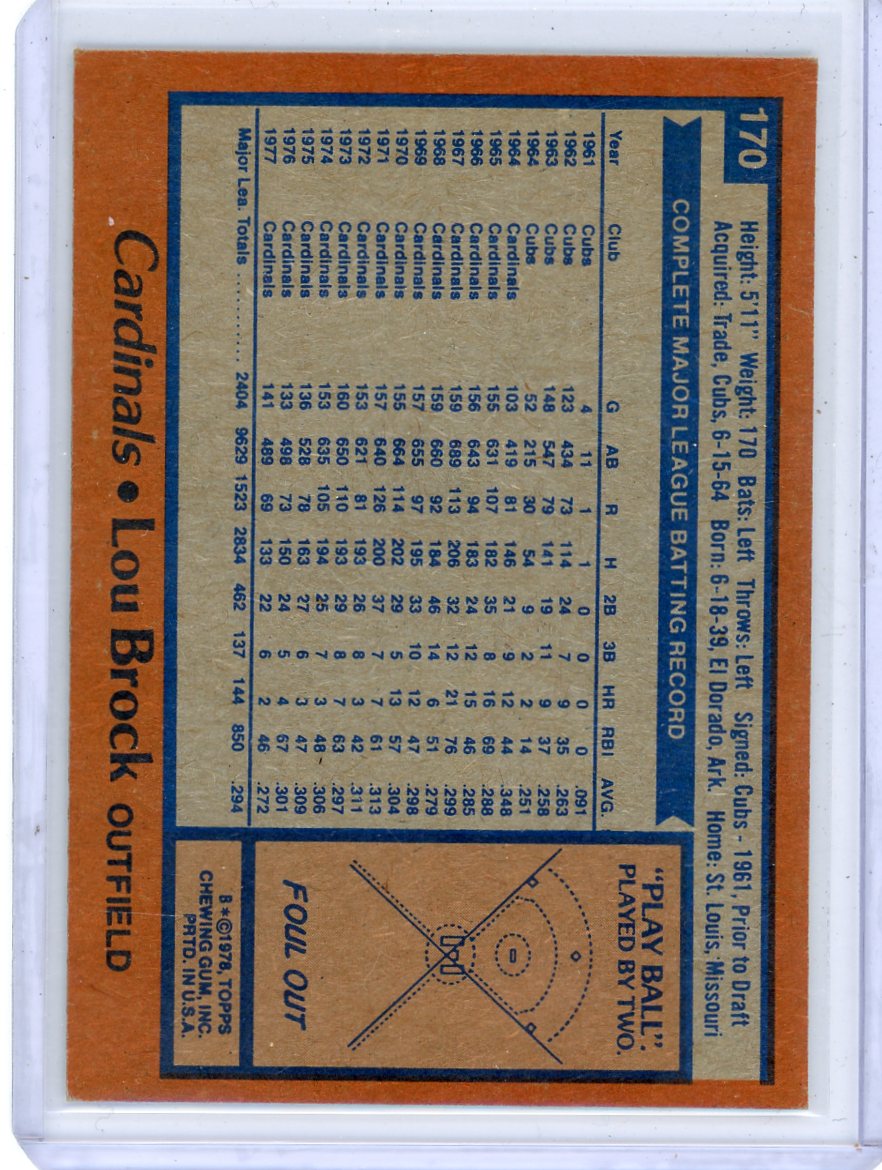 170
Height: 5'11" Weight: 170 Bats: Left Throws: Left Signed: Cubs - 1961, Prior to Draft
Acquired: Trade, Cubs, 6-15-64 Born: 6-18-39, El Dorado, Ark. Home: St. Louis, Missouri
COMPLETE MAJOR LEAGUE BATTING RECORD
Year Club G AB R H 2B 3B HR RBI AVG.
1961 Cubs 4 11 1 1 0 0 0 0 .091
1962 Cubs 123 434 73 114 24 7 9 35 .263
1963 Cubs 148 547 79 141 19 11 9 37 .258
1964 Cubs 52 215 30 54 9 2 2 14 .251
1964 Cardinals 103 419 81 146 21 9 12 44 .348
1965 Cardinals 155 631 107 182 35 8 16 69 .288
1966 Cardinals 156 643 94 183 24 12 15 46 .285
1967 Cardinals 159 689 113 206 32 12 21 76 .299
1968 Cardinals 159 660 92 184 46 14 6 51 .279
1969 Cardinals 157 655 97 195 33 10 12 47 .298
1970 Cardinals 155 664 114 202 29 5 13 57 .304
1971 Cardinals 157 640 126 200 37 7 7 61 .313
1972 Cardinals 153 621 81 193 26 8 3 42 .311
1973 Cardinals 160 650 110 193 29 8 7 63 .297
1974 Cardinals 153 635 105 194 25 7 3 48 .306
1975 Cardinals 136 528 78 163 27 6 3 47 .309
1976 Cardinals 133 498 73 150 24 5 4 67 .301
1977 Cardinals 141 489 69 133 22 6 2 46 .272
Major Lea. Totals .......... 2404 9629 1523 2834 462 137 144 850 .294
"PLAY BALL"
PLAYED BY TWO.
FOUL OUT
B*©1978, TOPPS
CHEWING GUM, INC.
PRTD. IN U.S.A.
Cardinals • Lou Brock OUTFIELD